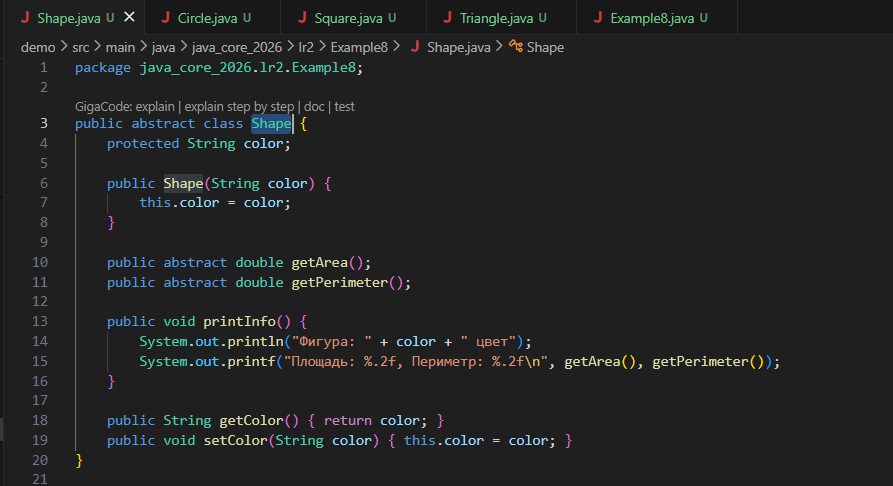 Shape.java U Circle.java U Square.java U Triangle.java U Example8.java U
demo > src > main > java > java_core_2026 > lr2 > Example8 > Shape.java > Shape
1 package java_core_2026.lr2.Example8;
2
GigaCode: explain | explain step by step | doc | test
3 public abstract class Shape {
4     protected String color;
5
6     public Shape(String color) {
7         this.color = color;
8     }
9
10     public abstract double getArea();
11     public abstract double getPerimeter();
12
13     public void printInfo() {
14         System.out.println("Фигура: " + color + " цвет");
15         System.out.printf("Площадь: %.2f, Периметр: %.2f\n", getArea(), getPerimeter());
16     }
17
18     public String getColor() { return color; }
19     public void setColor(String color) { this.color = color; }
20 }
21